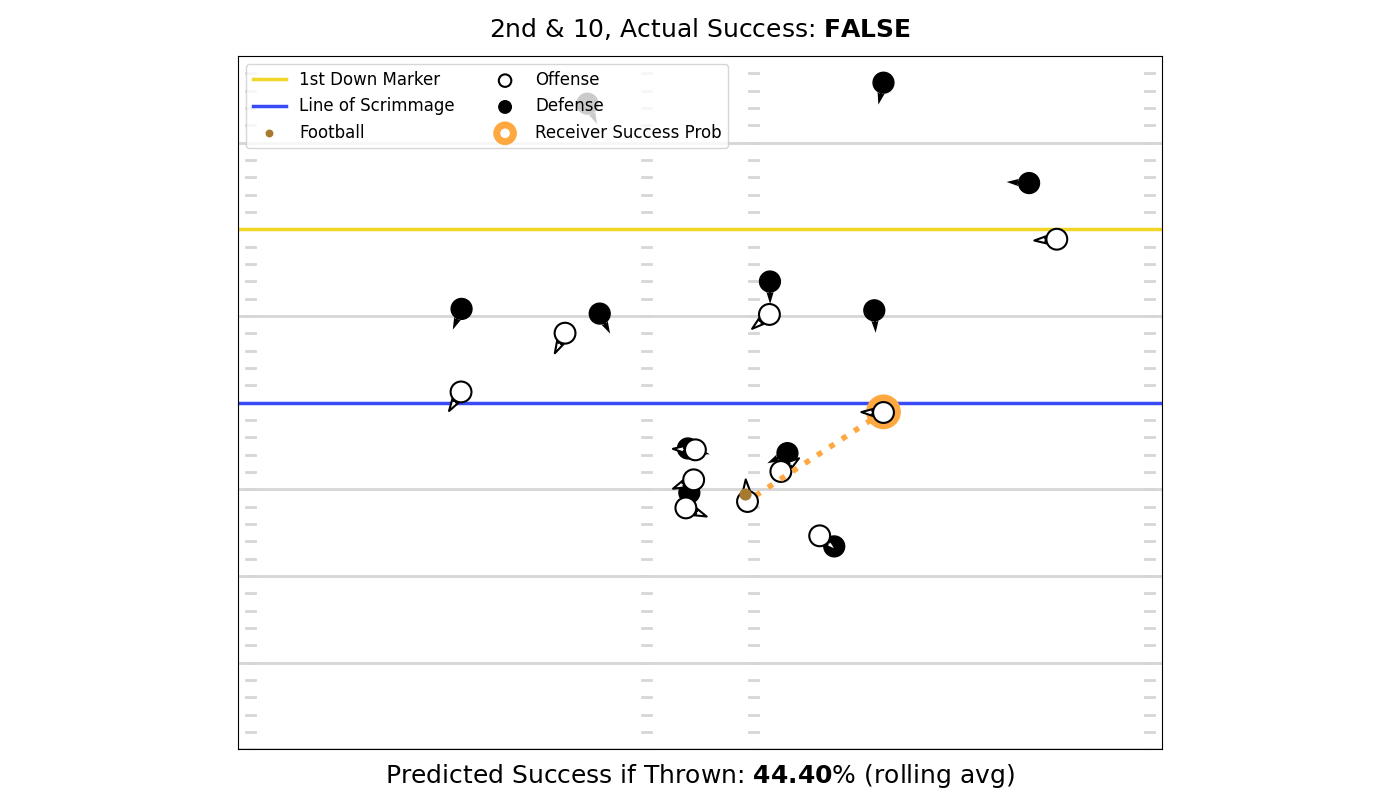 2nd & 10, Actual Success: FALSE
1st Down Marker
Line of Scrimmage
Football
Offense
Defense
Receiver Success Prob
Predicted Success if Thrown: 44.40% (rolling avg)